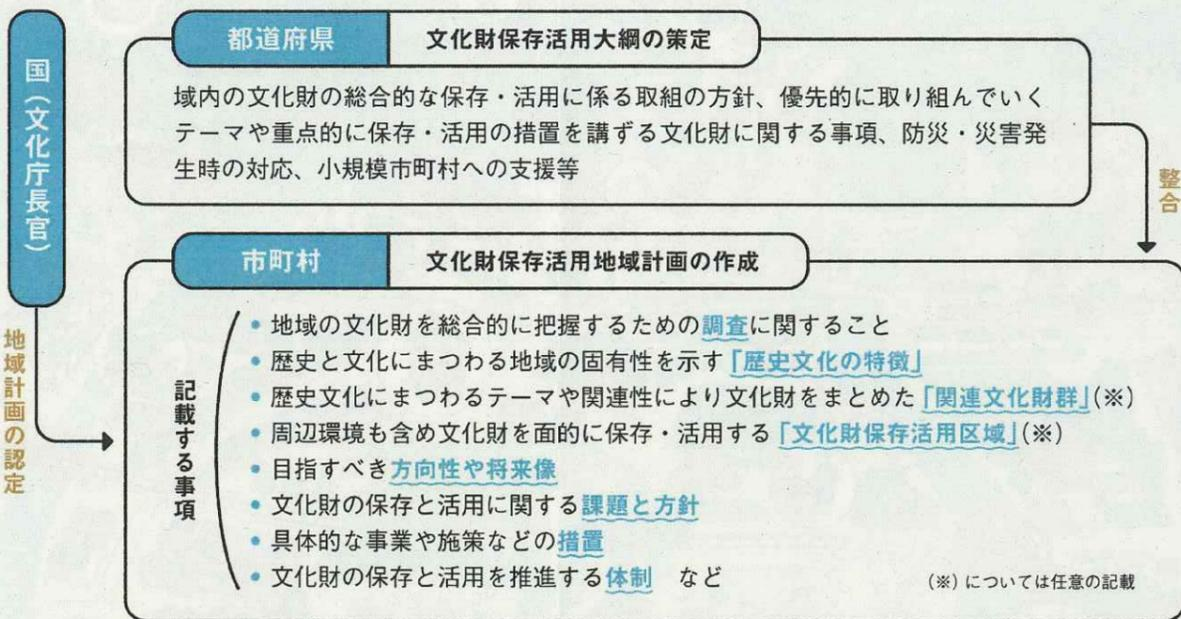 国（文化庁長官）
都道府県
文化財保存活用大綱の策定
域内の文化財の総合的な保存・活用に係る取組の方針、優先的に取り組んでいく
テーマや重点的に保存・活用の措置を講ずる文化財に関する事項、防災・災害発
生時の対応、小規模市町村への支援等
整合
地域計画の認定
市町村
文化財保存活用地域計画の作成
記載する事項
• 地域の文化財を総合的に把握するための調査に関すること
• 歴史と文化にまつわる地域の固有性を示す「歴史文化の特徴」
• 歴史文化にまつわるテーマや関連性により文化財をまとめた「関連文化財群」(※)
• 周辺環境も含め文化財を面的に保存・活用する「文化財保存活用区域」(※)
• 目指すべき方向性や将来像
• 文化財の保存と活用に関する課題と方針
• 具体的な事業や施策などの措置
• 文化財の保存と活用を推進する体制　など
(※)については任意の記載